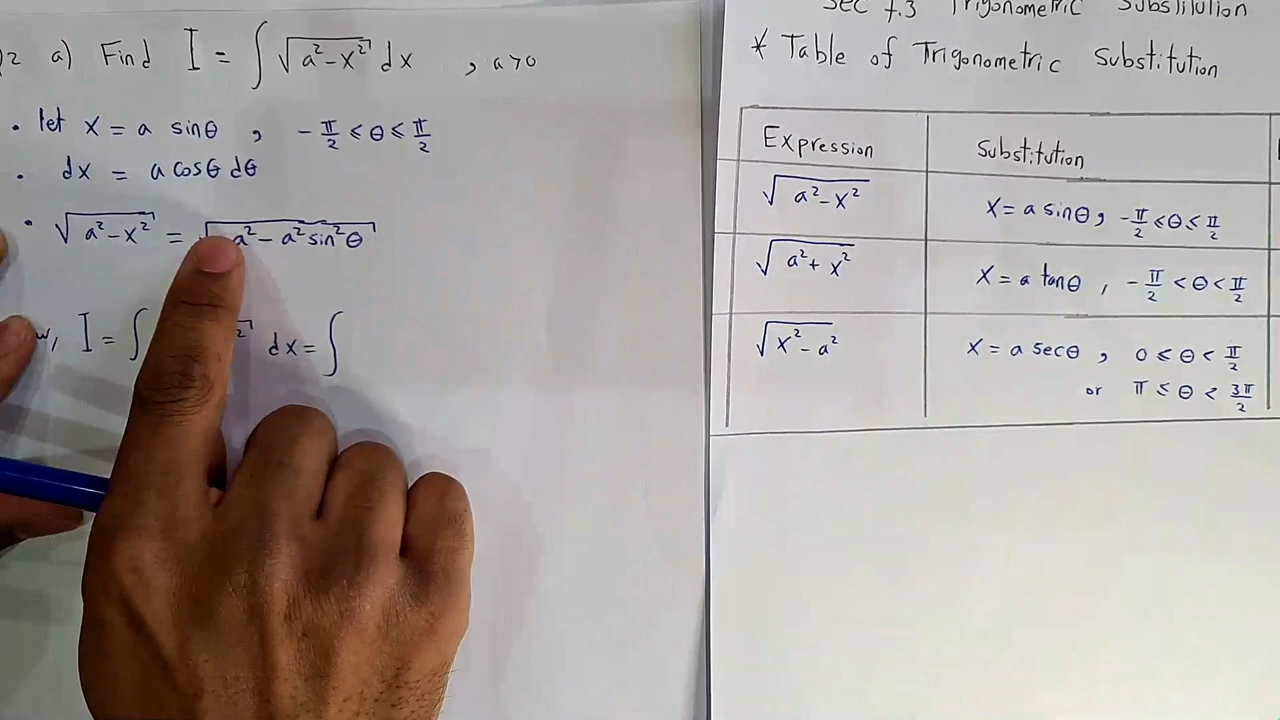 2 a) Find I = ∫ √(a² - x²) dx , a > 0
• let x = a sinθ , -π/2 ≤ θ ≤ π/2
• dx = a cosθ dθ
• √(a² - x²) = √(a² - a² sin²θ)
I = ∫ dx = ∫
Sec 7.3 Trigonometric Substitution
* Table of Trigonometric Substitution
Expression Substitution
√(a² - x²) x = a sinθ, -π/2 ≤ θ ≤ π/2
√(a² + x²) x = a tanθ , -π/2 < θ < π/2
√(x² - a²) x = a secθ , 0 ≤ θ < π/2
or π ≤ θ < 3π/2